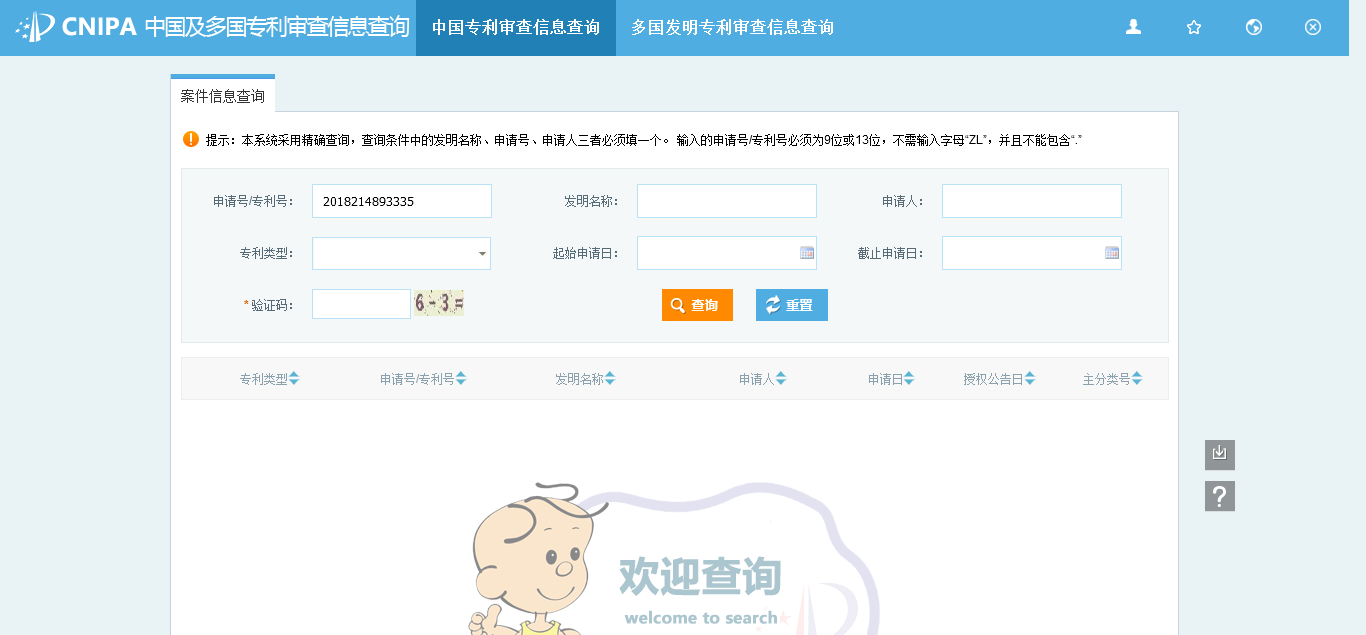 CNIPA 中国及多国专利审查信息查询 中国专利审查信息查询 多国发明专利审查信息查询
案件信息查询
提示：本系统采用精确查询，查询条件中的发明名称、申请号、申请人三者必须填一个。 输入的申请号/专利号必须为9位或13位，不需输入字母“ZL”，并且不能包含“.”
申请号/专利号： 2018214893335 发明名称： 申请人：
专利类型： 起始申请日： 截止申请日：
*验证码： 6-3= 查询 重置
专利类型 申请号/专利号 发明名称 申请人 申请日 授权公告日 主分类号
?
欢迎查询
welcome to search